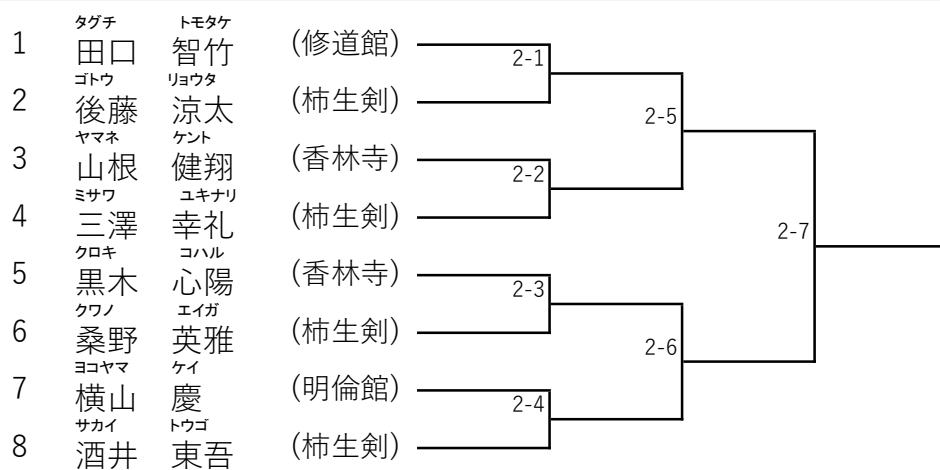 タグチ トモタケ
1 田口 智竹 (修道館)
2-1
ゴトウ リョウタ
2 後藤 涼太 (柿生剣)
2-5
ヤマネ ケント
3 山根 健翔 (香林寺)
2-2
ミサワ ユキナリ
4 三澤 幸礼 (柿生剣)
2-7
クロキ コハル
5 黒木 心陽 (香林寺)
2-3
クワノ エイガ
6 桑野 英雅 (柿生剣)
2-6
ヨコヤマ ケイ
7 横山 慶 (明倫館)
2-4
サカイ トウゴ
8 酒井 東吾 (柿生剣)